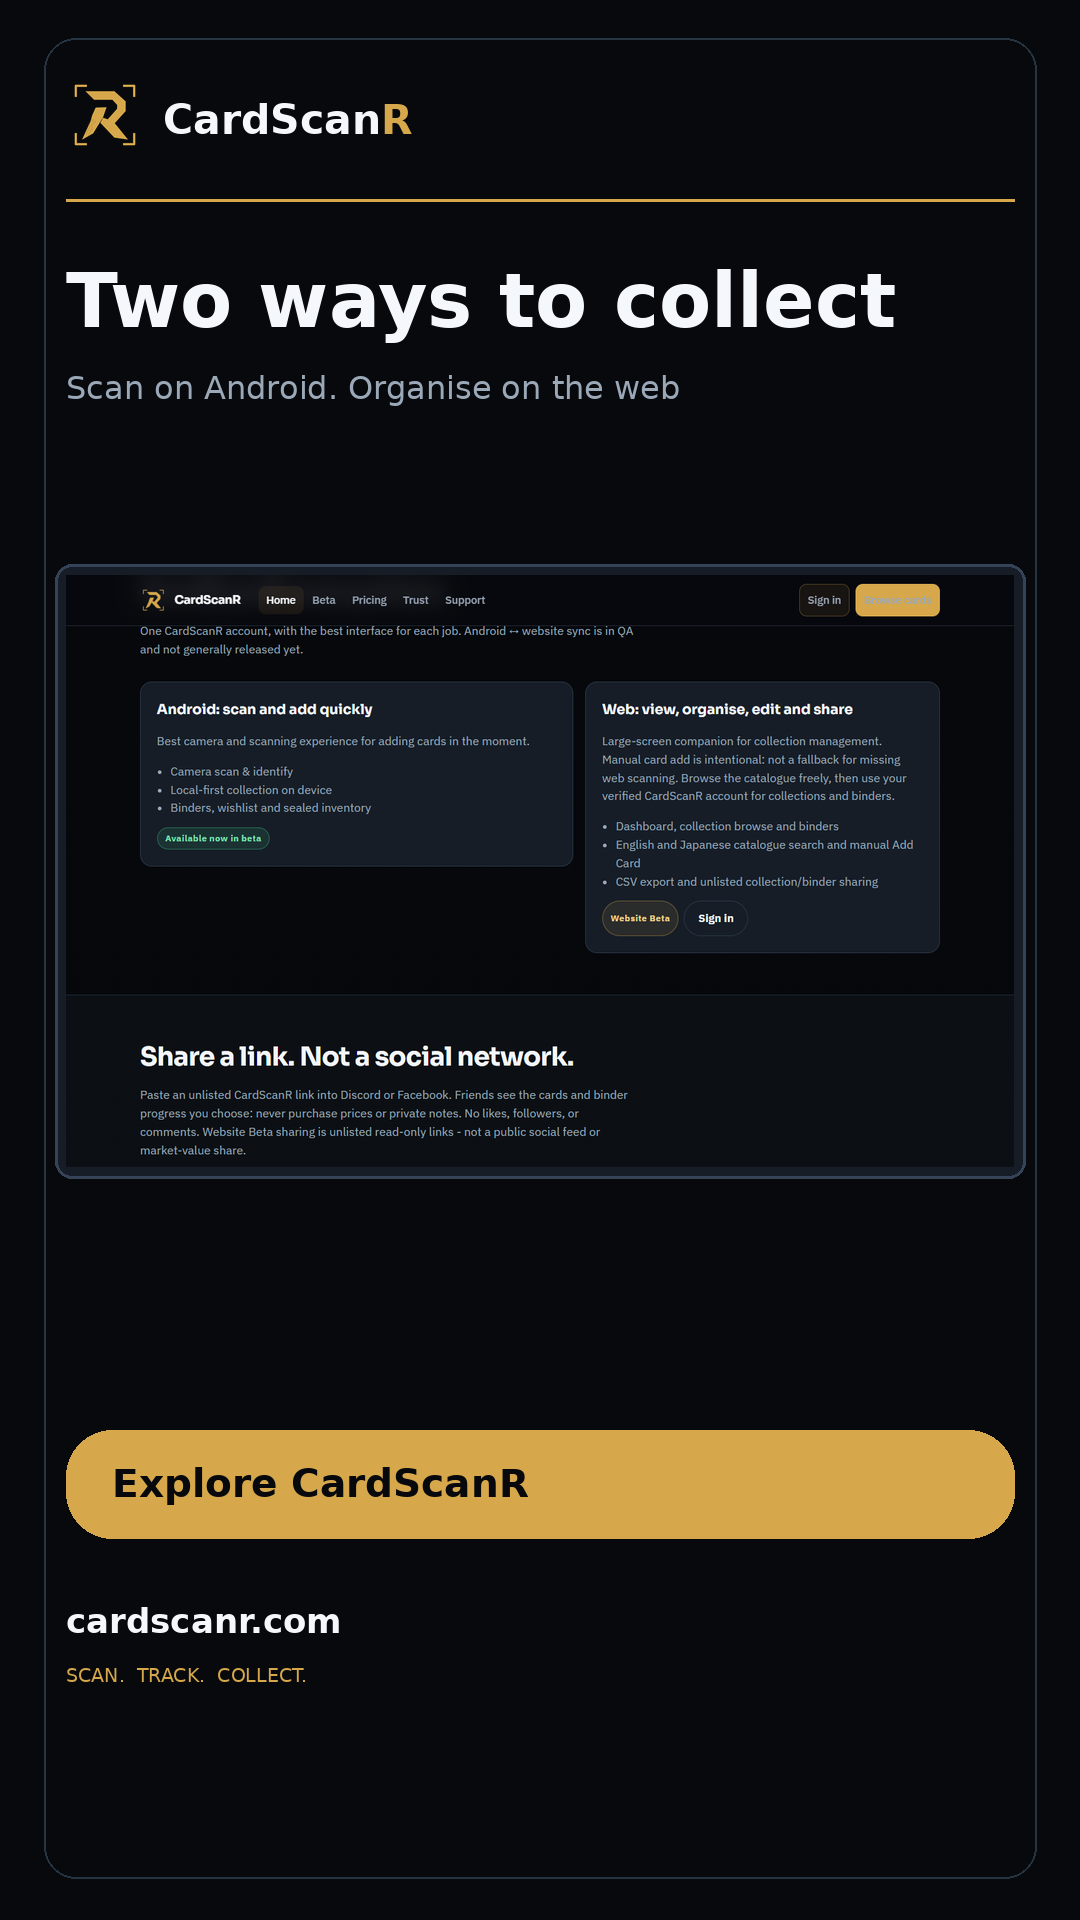 CardScanR
Two ways to collect
Scan on Android. Organise on the web
CardScanR Home Beta Pricing Trust Support Sign in
One CardScanR account, with the best interface for each job. Android ↔ website sync is in QA
and not generally released yet.
Android: scan and add quickly
Best camera and scanning experience for adding cards in the moment.
• Camera scan & identify
• Local-first collection on device
• Binders, wishlist and sealed inventory
Available now in beta
Web: view, organise, edit and share
Large-screen companion for collection management.
Manual card add is intentional: not a fallback for missing
web scanning. Browse the catalogue freely, then use your
verified CardScanR account for collections and binders.
• Dashboard, collection browse and binders
• English and Japanese catalogue search and manual Add
Card
• CSV export and unlisted collection/binder sharing
Website Beta Sign in
Share a link. Not a social network.
Paste an unlisted CardScanR link into Discord or Facebook. Friends see the cards and binder
progress you choose: never purchase prices or private notes. No likes, followers, or
comments. Website Beta sharing is unlisted read-only links - not a public social feed or
market-value share.
Explore CardScanR
cardscanr.com
SCAN. TRACK. COLLECT.